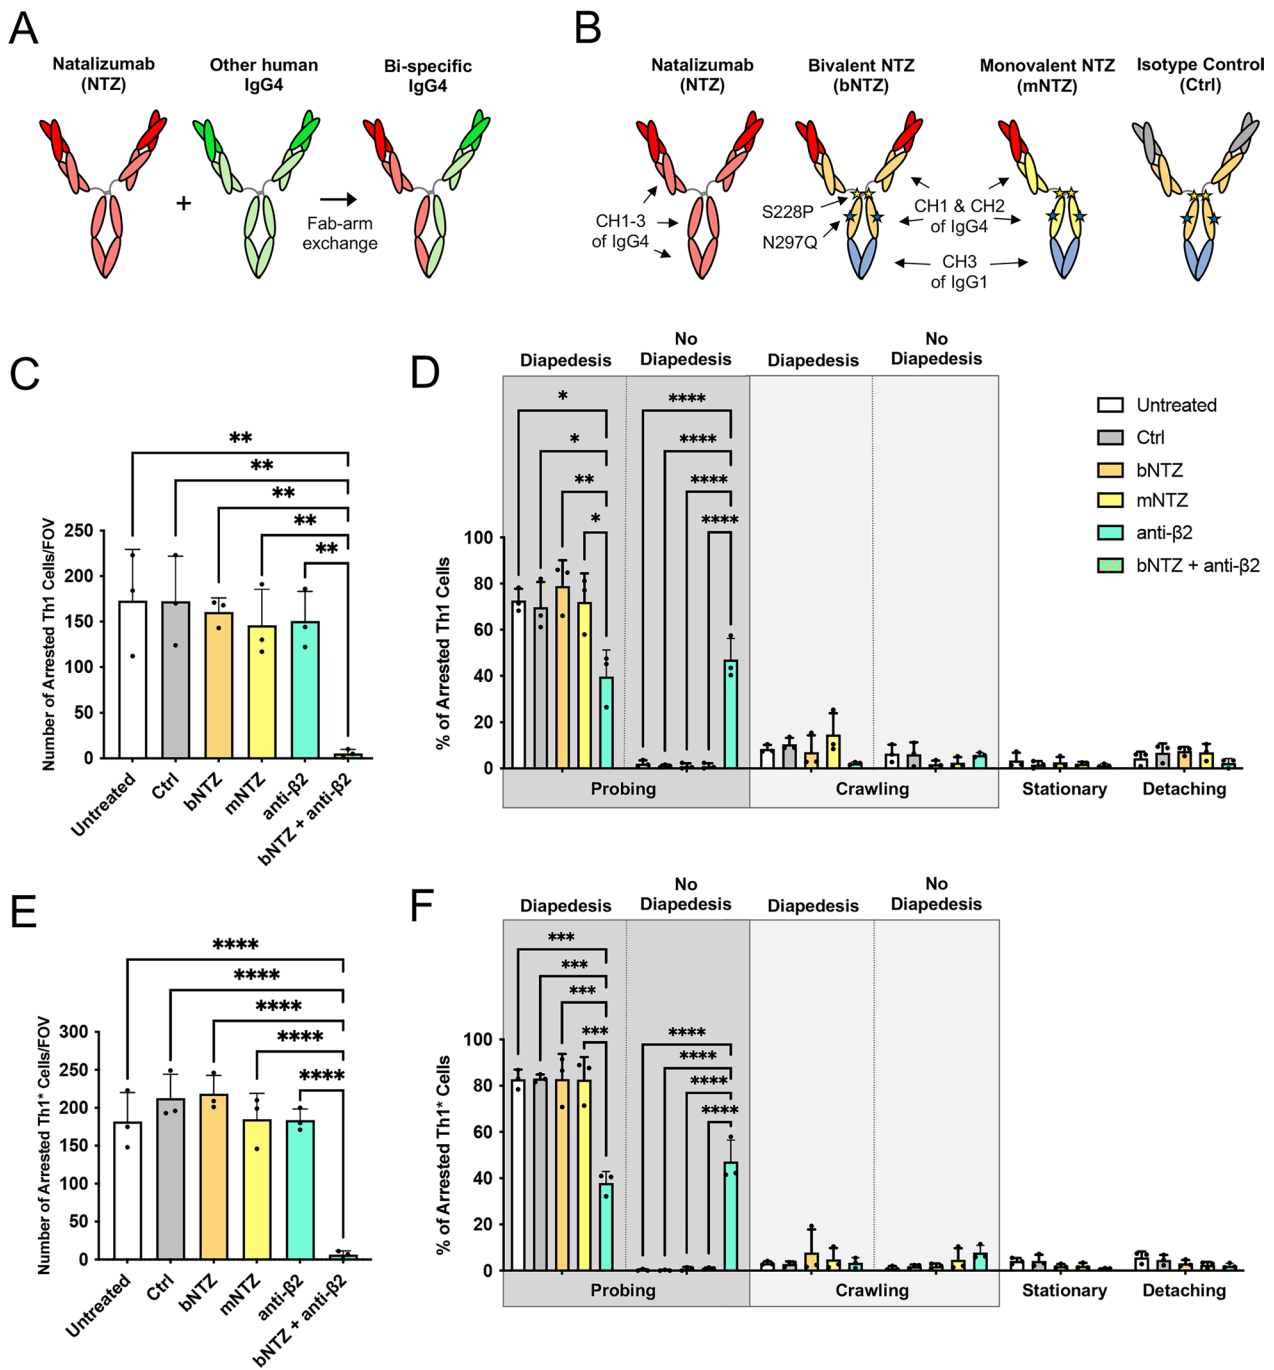 A
Natalizumab
(NTZ)
Other human
IgG4
Bi-specific
IgG4
+
Fab-arm
exchange
B
Natalizumab
(NTZ)
Bivalent NTZ
(bNTZ)
Monovalent NTZ
(mNTZ)
Isotype Control
(Ctrl)
CH1-3
of IgG4
S228P
N297Q
CH1 & CH2
of IgG4
CH3
of IgG1
C
Number of Arrested Th1 Cells/FOV
250
200
150
100
50
0
**
**
**
**
**
Untreated
Ctrl
bNTZ
mNTZ
anti-β2
bNTZ + anti-β2
D
Diapedesis
No
Diapedesis
Diapedesis
No
Diapedesis
% of Arrested Th1 Cells
100
80
60
40
20
0
*
*
**
*
****
****
****
****
Probing
Crawling
Stationary
Detaching
Untreated
Ctrl
bNTZ
mNTZ
anti-β2
bNTZ + anti-β2
E
Number of Arrested Th1* Cells/FOV
300
250
200
150
100
50
0
****
****
****
****
****
Untreated
Ctrl
bNTZ
mNTZ
anti-β2
bNTZ + anti-β2
F
Diapedesis
No
Diapedesis
Diapedesis
No
Diapedesis
% of Arrested Th1* Cells
100
80
60
40
20
0
***
***
***
***
****
****
****
****
Probing
Crawling
Stationary
Detaching